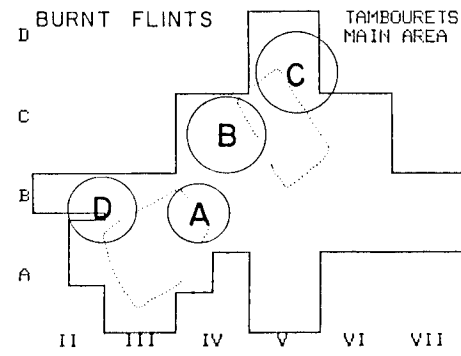 BURNT FLINTS
TAMBOURETS
MAIN AREA
D
C
C
B
B
D
A
A
II III IV V VI VII